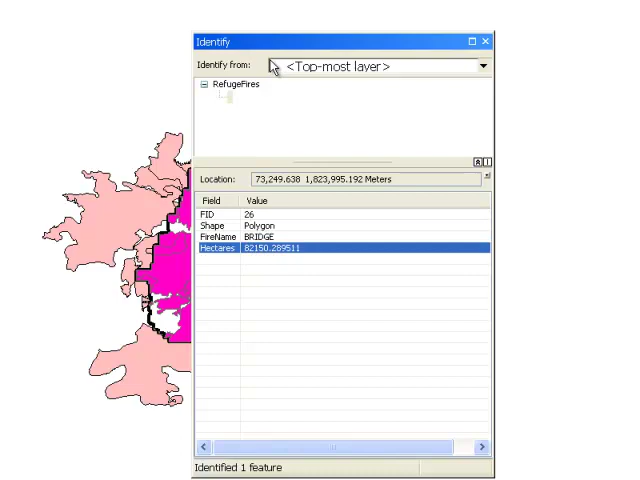 Identify
Identify from: <Top-most layer>
RefugeFires
Location: 73,249.638 1,823,995.192 Meters
Field Value
FID 26
Shape Polygon
FireName BRIDGE
Hectares 82150.289511
Identified 1 feature